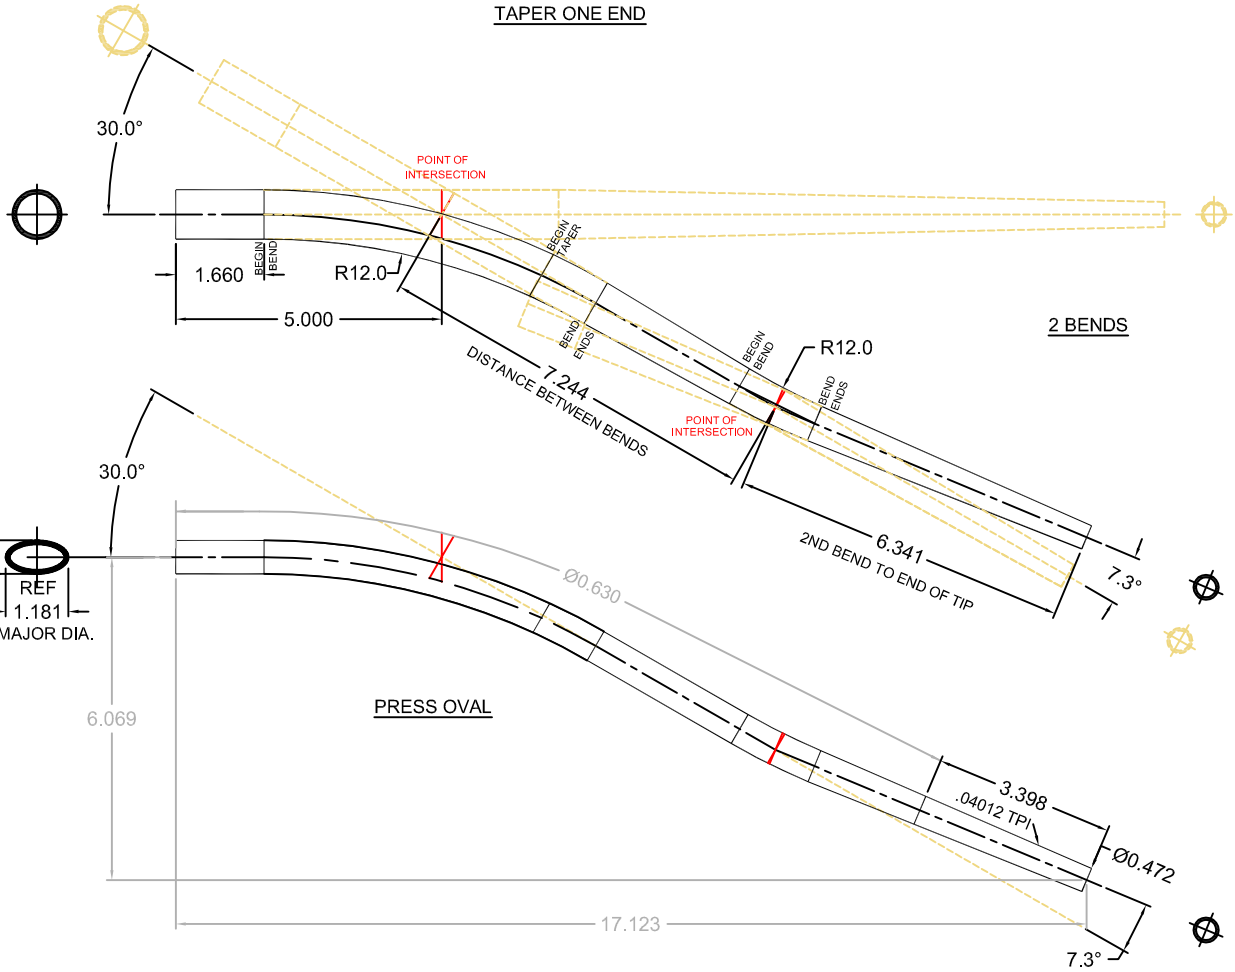 TAPER ONE END
30.0°
POINT OF
INTERSECTION
BEGIN
TAPER
BEGIN
BEND
1.660
R12.0
5.000
2 BENDS
BEND
ENDS
BEGIN
BEND
R12.0
7.244
DISTANCE BETWEEN BENDS
BEND
ENDS
POINT OF
INTERSECTION
30.0°
6.341
2ND BEND TO END OF TIP
7.3°
Ø0.630
REF
1.181
MAJOR DIA.
6.069
PRESS OVAL
3.398
.04012 TPI
Ø0.472
17.123
7.3°